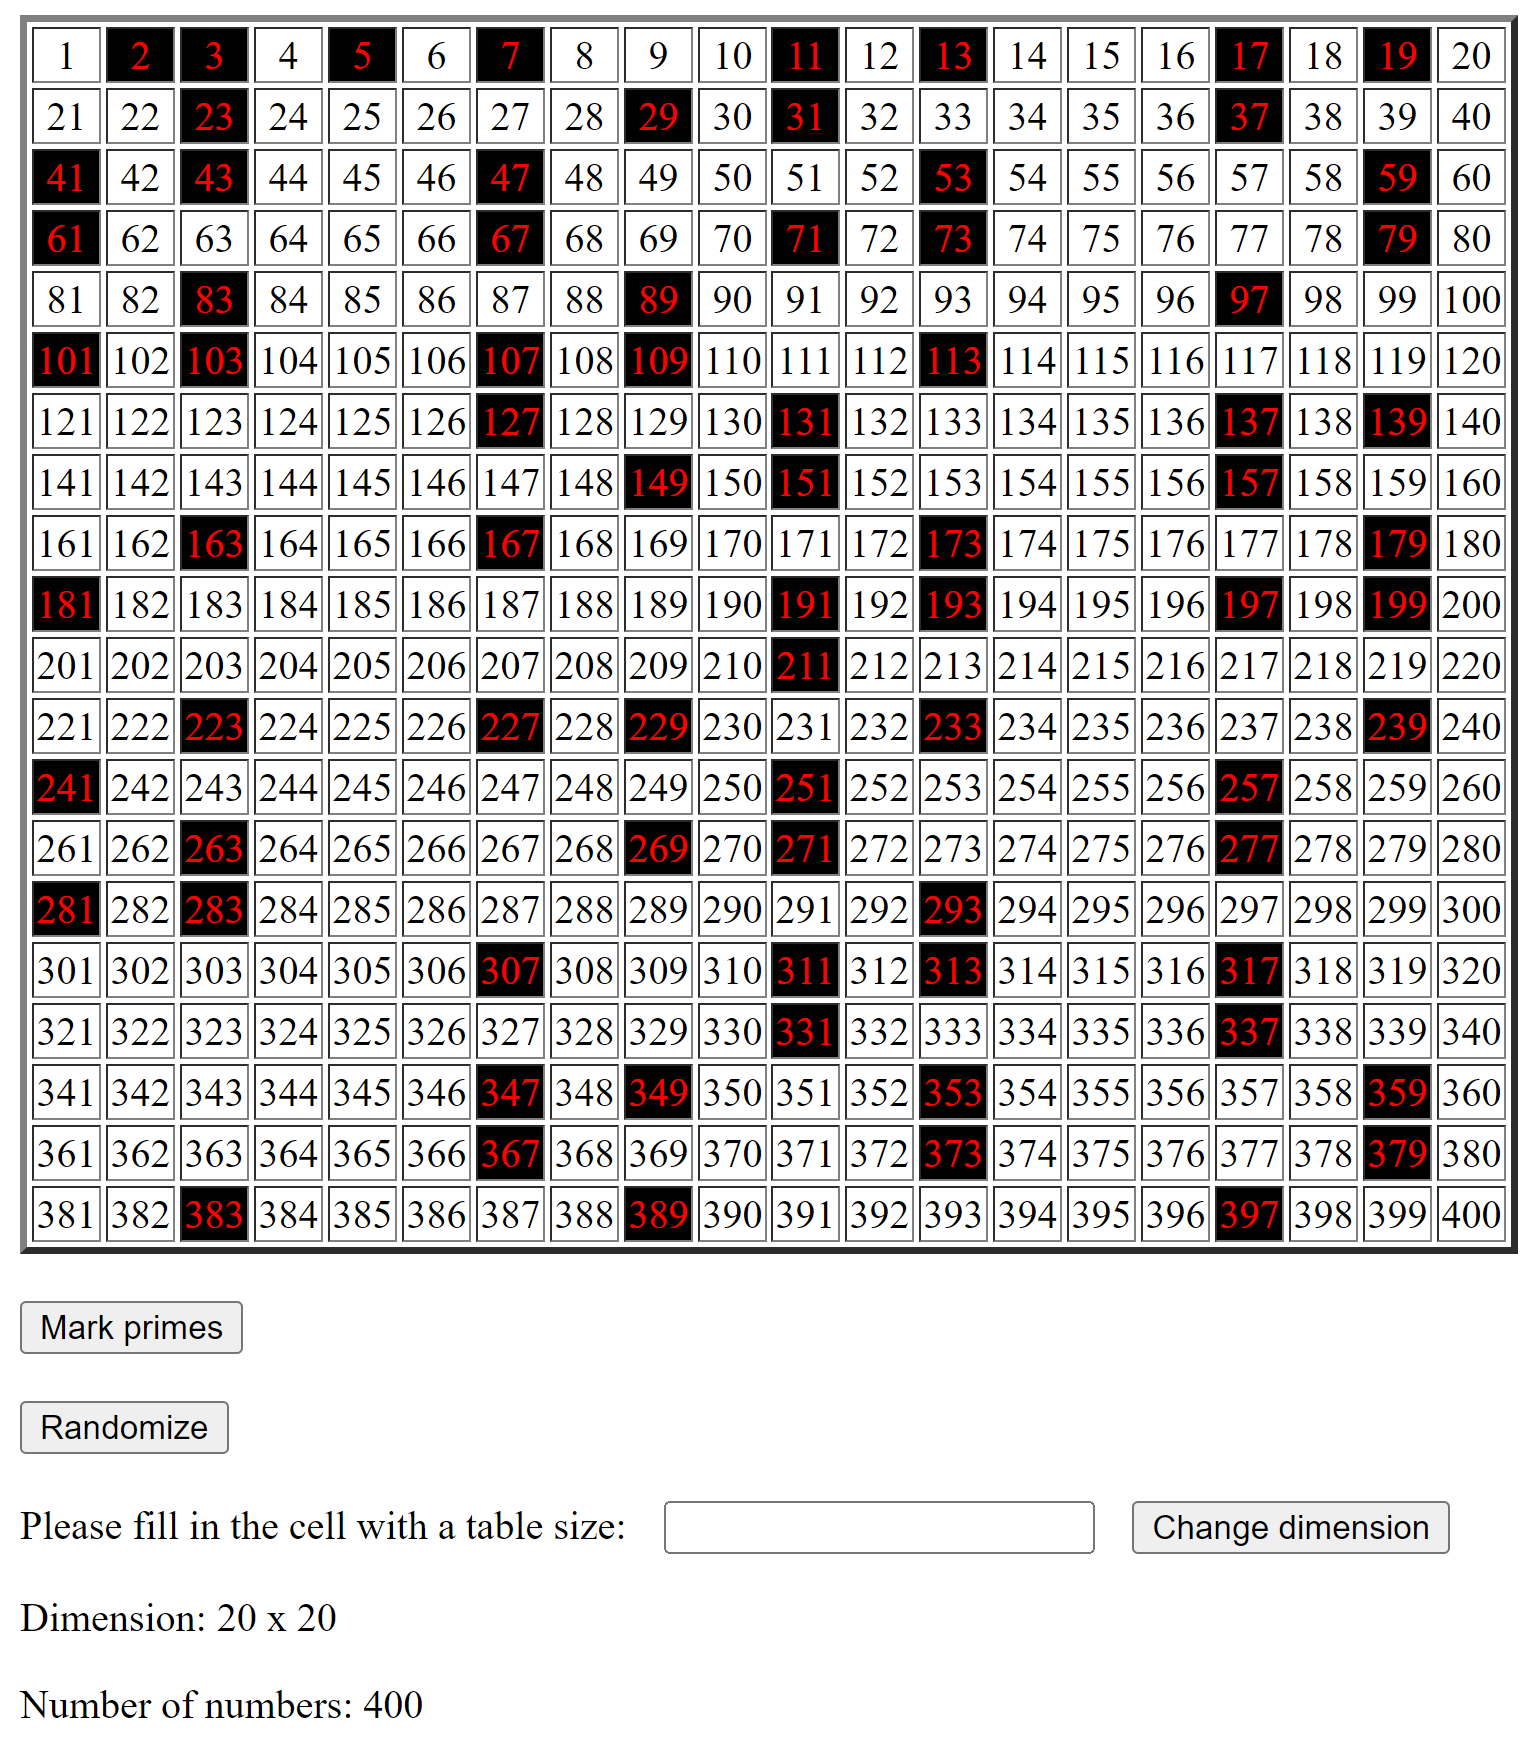 1 2 3 4 5 6 7 8 9 10 11 12 13 14 15 16 17 18 19 20
21 22 23 24 25 26 27 28 29 30 31 32 33 34 35 36 37 38 39 40
41 42 43 44 45 46 47 48 49 50 51 52 53 54 55 56 57 58 59 60
61 62 63 64 65 66 67 68 69 70 71 72 73 74 75 76 77 78 79 80
81 82 83 84 85 86 87 88 89 90 91 92 93 94 95 96 97 98 99 100
101 102 103 104 105 106 107 108 109 110 111 112 113 114 115 116 117 118 119 120
121 122 123 124 125 126 127 128 129 130 131 132 133 134 135 136 137 138 139 140
141 142 143 144 145 146 147 148 149 150 151 152 153 154 155 156 157 158 159 160
161 162 163 164 165 166 167 168 169 170 171 172 173 174 175 176 177 178 179 180
181 182 183 184 185 186 187 188 189 190 191 192 193 194 195 196 197 198 199 200
201 202 203 204 205 206 207 208 209 210 211 212 213 214 215 216 217 218 219 220
221 222 223 224 225 226 227 228 229 230 231 232 233 234 235 236 237 238 239 240
241 242 243 244 245 246 247 248 249 250 251 252 253 254 255 256 257 258 259 260
261 262 263 264 265 266 267 268 269 270 271 272 273 274 275 276 277 278 279 280
281 282 283 284 285 286 287 288 289 290 291 292 293 294 295 296 297 298 299 300
301 302 303 304 305 306 307 308 309 310 311 312 313 314 315 316 317 318 319 320
321 322 323 324 325 326 327 328 329 330 331 332 333 334 335 336 337 338 339 340
341 342 343 344 345 346 347 348 349 350 351 352 353 354 355 356 357 358 359 360
361 362 363 364 365 366 367 368 369 370 371 372 373 374 375 376 377 378 379 380
381 382 383 384 385 386 387 388 389 390 391 392 393 394 395 396 397 398 399 400
Mark primes
Randomize
Please fill in the cell with a table size: Change dimension
Dimension: 20 x 20
Number of numbers: 400